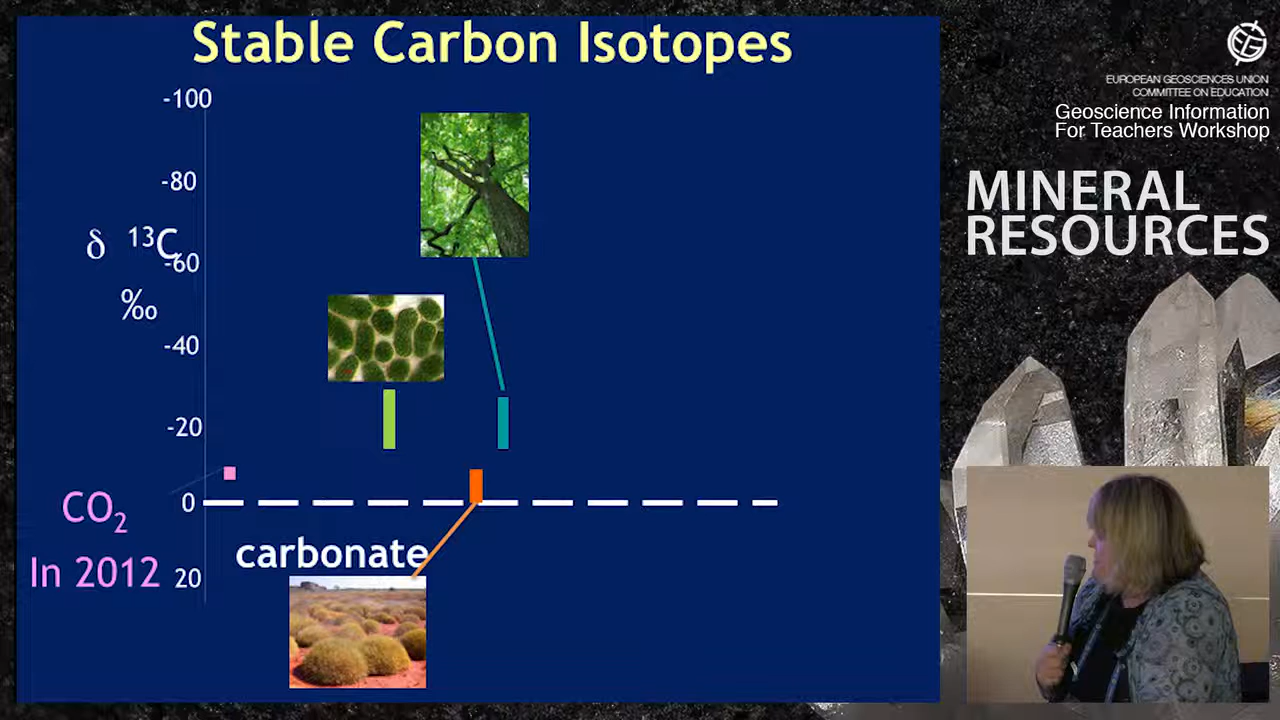 Stable Carbon Isotopes
-100
-80
δ 13C
-60
‰
-40
-20
CO2
0
carbonate
In 2012
20
EUROPEAN GEOSCIENCES UNION
COMMITTEE ON EDUCATION
Geoscience Information
For Teachers Workshop
MINERAL
RESOURCES